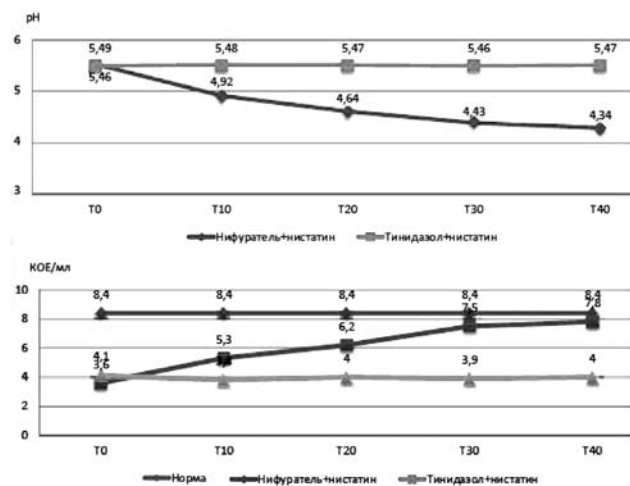 pH
6
5,49 5,48 5,47 5,46 5,47
5,46 4,92
5
4,64 4,43 4,34
4
3
T0 T10 T20 T30 T40
Нифуратель+нистатин Тинидазол+нистатин
КОЕ/мл
10
8,4 8,4 8,4 8,4 8,4
7,5 7,8
8
6,2
5,3
6
4,1
3,6 4 3,9 4
4
2
0
T0 T10 T20 T30 T40
Норма Нифуратель+нистатин Тинидазол+нистатин